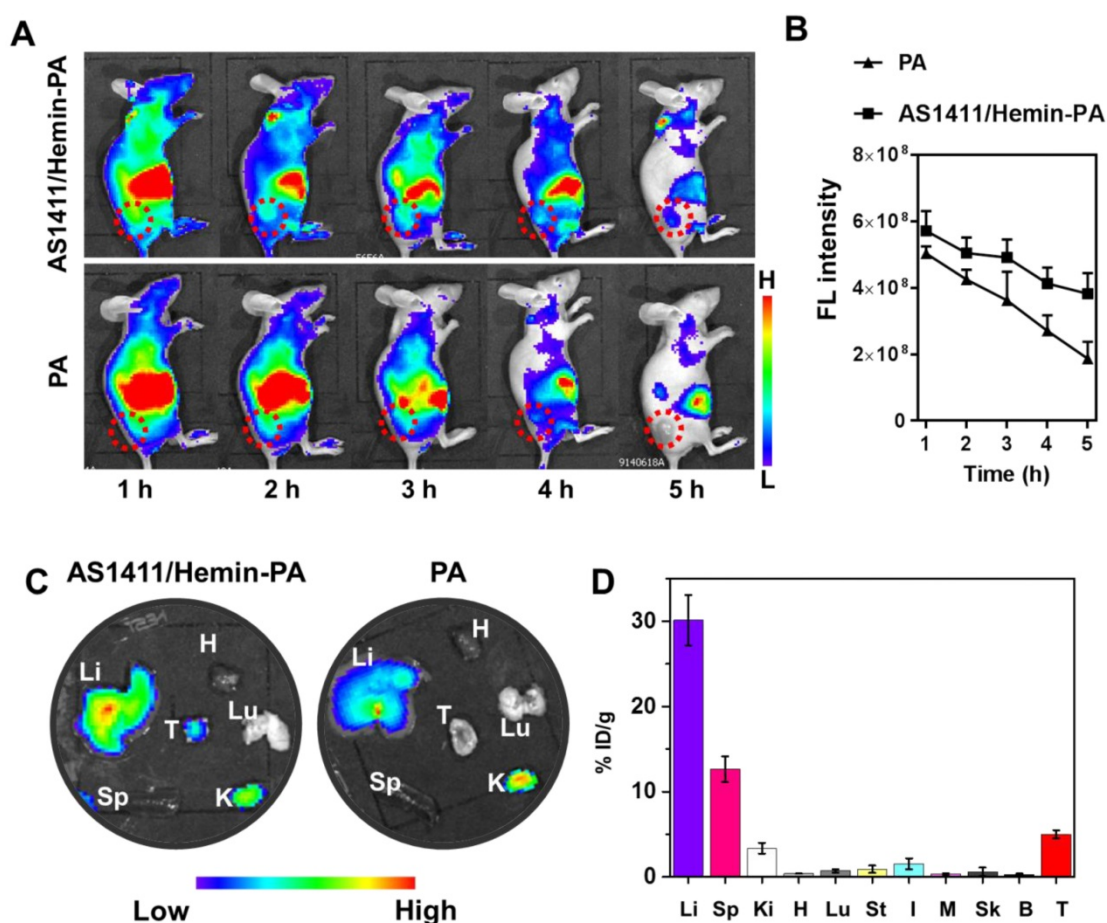 A
AS1411/Hemin-PA
PA
1 h
2 h
3 h
4 h
5 h
H
L
9140618A
B
PA
AS1411/Hemin-PA
FL intensity
8×10⁸
6×10⁸
4×10⁸
2×10⁸
0
1 2 3 4 5
Time (h)
C
AS1411/Hemin-PA
Li
H
T
Lu
Sp
K
PA
Li
H
T
Lu
Sp
K
Low
High
D
% ID/g
30
20
10
0
Li Sp Ki H Lu St I M Sk B T